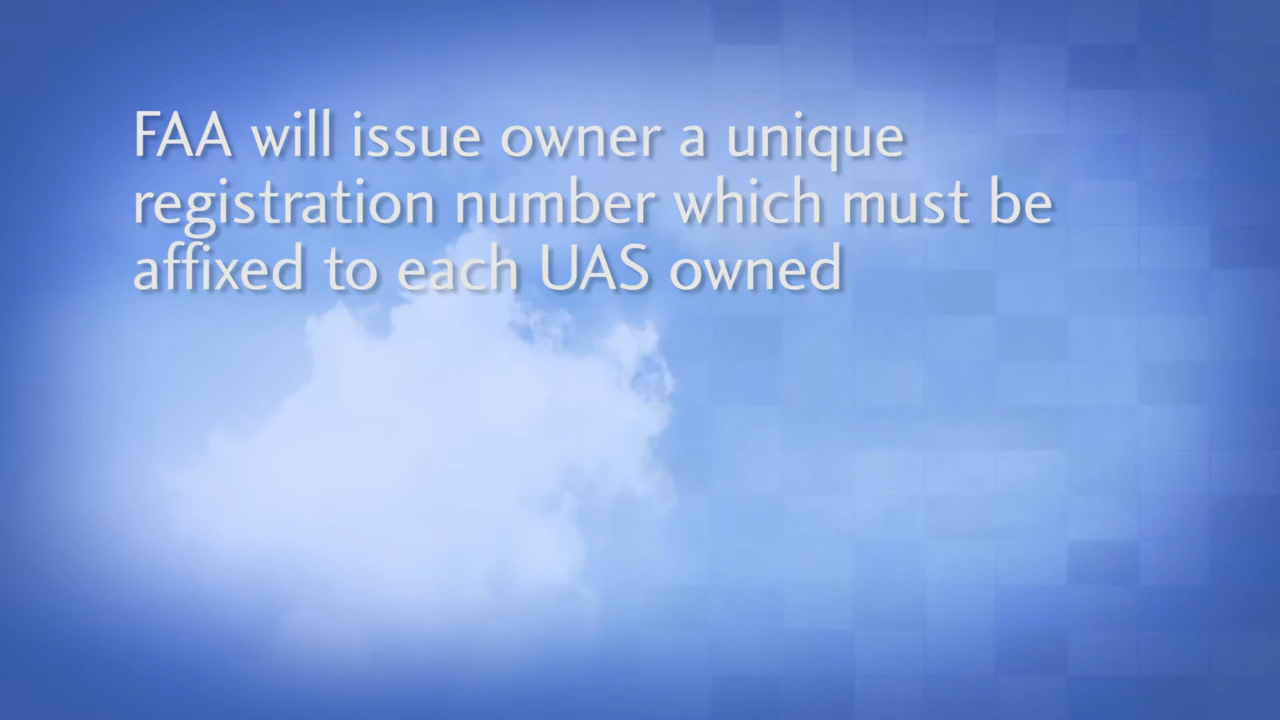 FAA will issue owner a unique
registration number which must be
affixed to each UAS owned